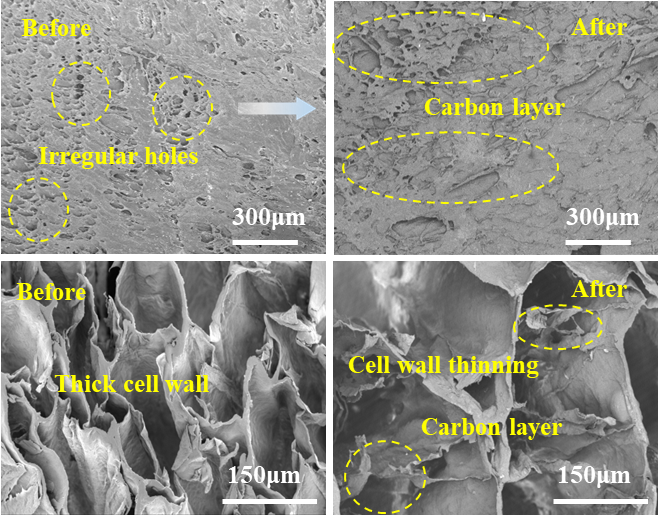 Before
Irregular holes
300μm
After
Carbon layer
300μm
Before
Thick cell wall
150μm
After
Cell wall thinning
Carbon layer
150μm